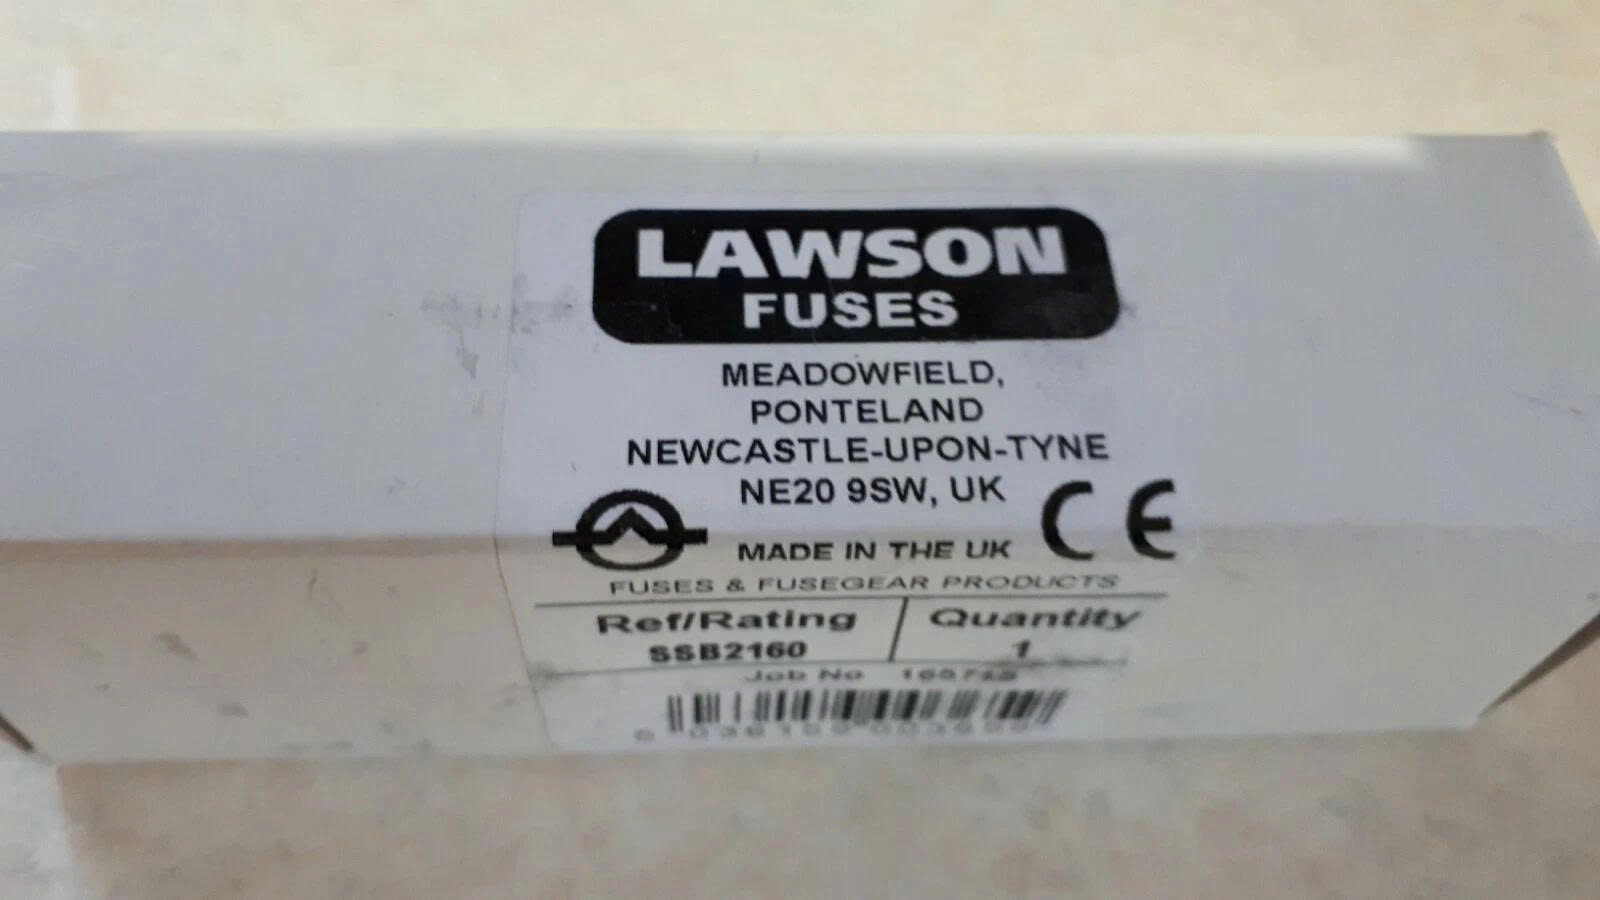 LAWSON
FUSES
MEADOWFIELD,
PONTELAND
NEWCASTLE-UPON-TYNE
NE20 9SW, UK
CE
MADE IN THE UK
FUSES & FUSEGEAR PRODUCTS
Ref/Rating Quantity
SSB2160 1
Job No